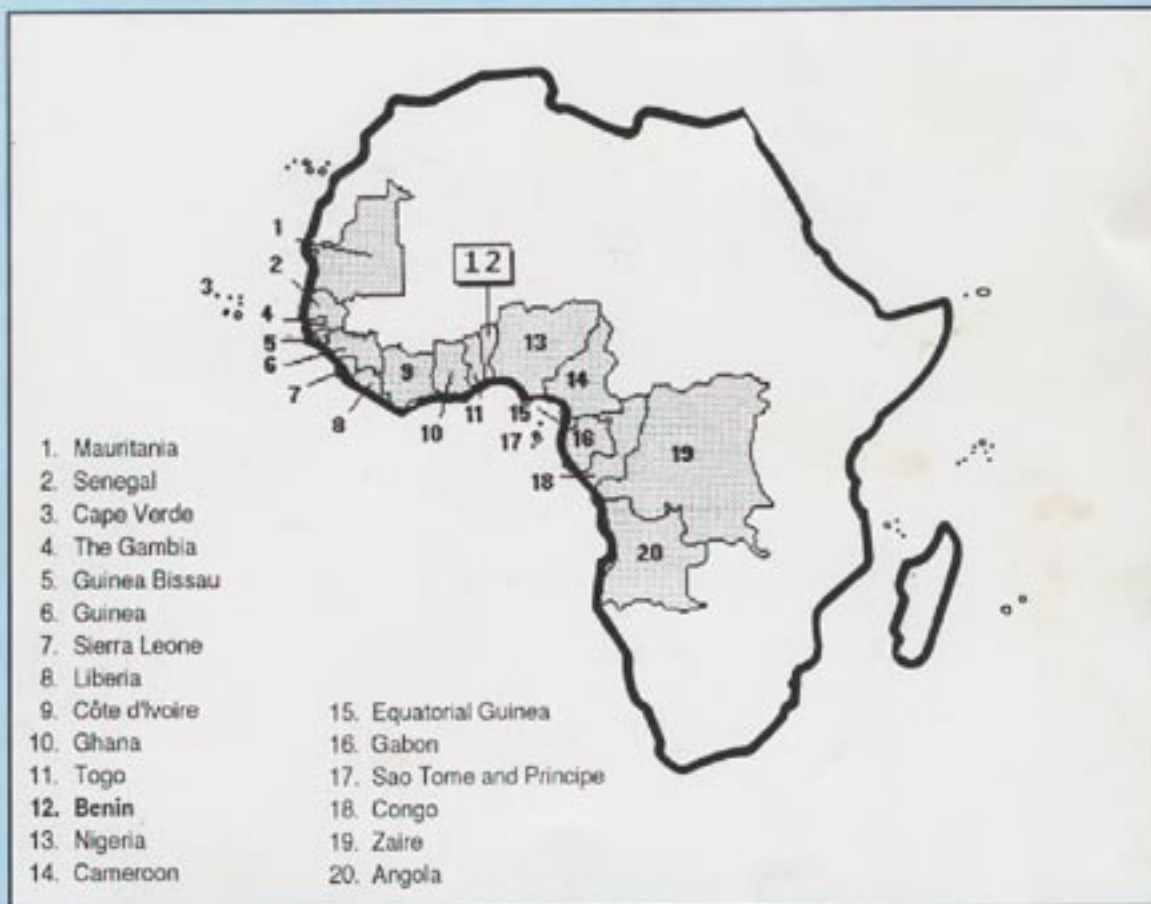 1
2
3
4
5
6
7
8
9
10
11
12
13
14
15
16
17
18
19
20
1. Mauritania
2. Senegal
3. Cape Verde
4. The Gambia
5. Guinea Bissau
6. Guinea
7. Sierra Leone
8. Liberia
9. Côte d'Ivoire
10. Ghana
11. Togo
12. Benin
13. Nigeria
14. Cameroon
15. Equatorial Guinea
16. Gabon
17. Sao Tome and Principe
18. Congo
19. Zaire
20. Angola